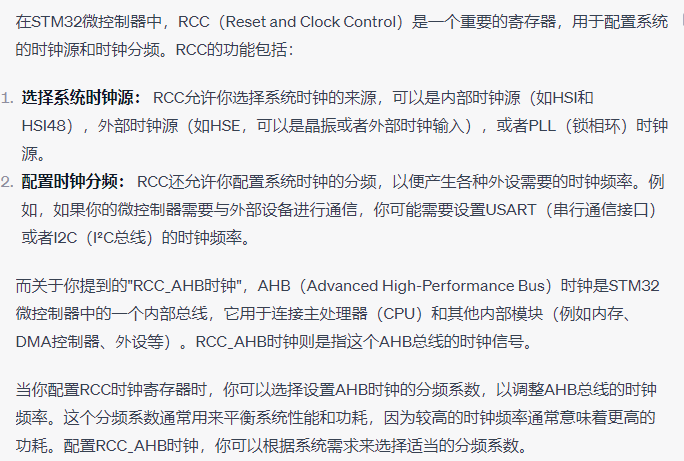 在STM32微控制器中，RCC（Reset and Clock Control）是一个重要的寄存器，用于配置系统
的时钟源和时钟分频。RCC的功能包括：
1. 选择系统时钟源： RCC允许你选择系统时钟的来源，可以是内部时钟源（如HSI和
HSI48），外部时钟源（如HSE，可以是晶振或者外部时钟输入），或者PLL（锁相环）时钟
源。
2. 配置时钟分频： RCC还允许你配置系统时钟的分频，以便产生各种外设需要的时钟频率。例
如，如果你的微控制器需要与外部设备进行通信，你可能需要设置USART（串行通信接口）
或者I2C（I²C总线）的时钟频率。
而关于你提到的"RCC_AHB时钟"，AHB（Advanced High-Performance Bus）时钟是STM32
微控制器中的一个内部总线，它用于连接主处理器（CPU）和其他内部模块（例如内存、
DMA控制器、外设等）。RCC_AHB时钟则是指这个AHB总线的时钟信号。
当你配置RCC时钟寄存器时，你可以选择设置AHB时钟的分频系数，以调整AHB总线的时钟
频率。这个分频系数通常用来平衡系统性能和功耗，因为较高的时钟频率通常意味着更高的
功耗。配置RCC_AHB时钟，你可以根据系统需求来选择适当的分频系数。